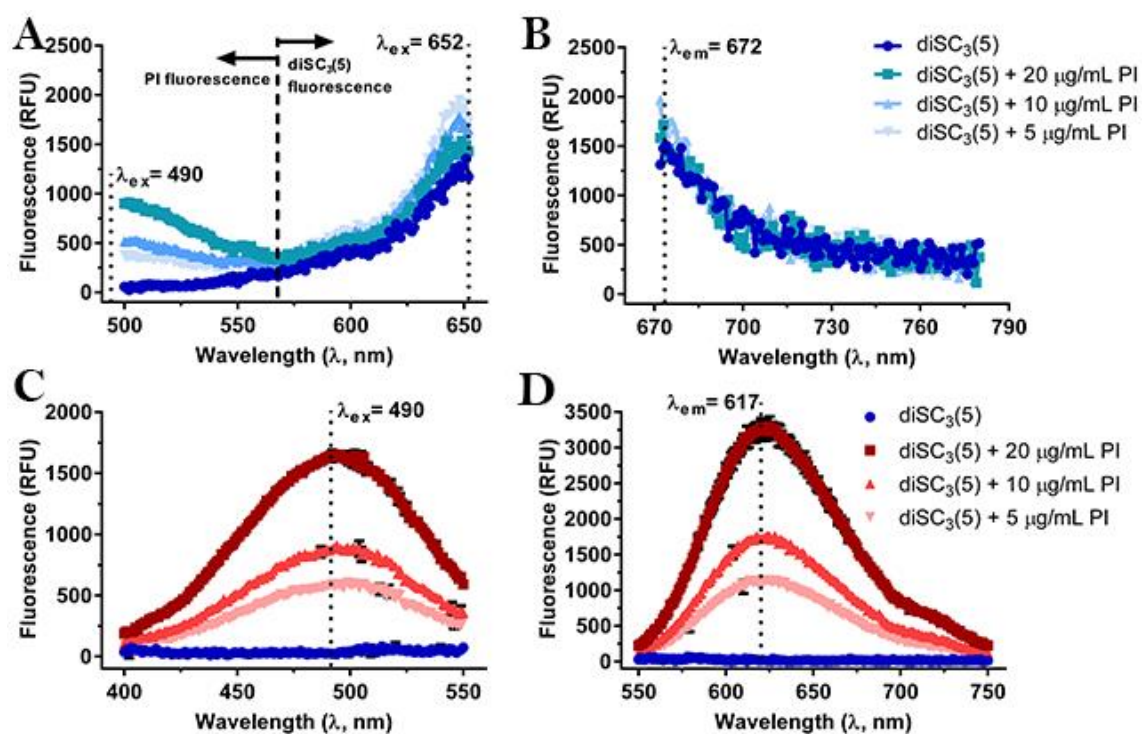 A
B
2500
2000
1500
1000
500
0
Fluorescence (RFU)
PI fluorescence
diSC3(5)
fluorescence
λex= 652
λex= 490
500
550
600
650
Wavelength (λ, nm)
2500
2000
1500
1000
500
0
Fluorescence (RFU)
λem= 672
670
700
730
760
790
Wavelength (λ, nm)
diSC3(5)
diSC3(5) + 20 μg/mL PI
diSC3(5) + 10 μg/mL PI
diSC3(5) + 5 μg/mL PI
C
D
2000
1500
1000
500
0
Fluorescence (RFU)
λex= 490
400
450
500
550
Wavelength (λ, nm)
3500
3000
2500
2000
1500
1000
500
0
Fluorescence (RFU)
λem= 617
550
600
650
700
750
Wavelength (λ, nm)
diSC3(5)
diSC3(5) + 20 μg/mL PI
diSC3(5) + 10 μg/mL PI
diSC3(5) + 5 μg/mL PI